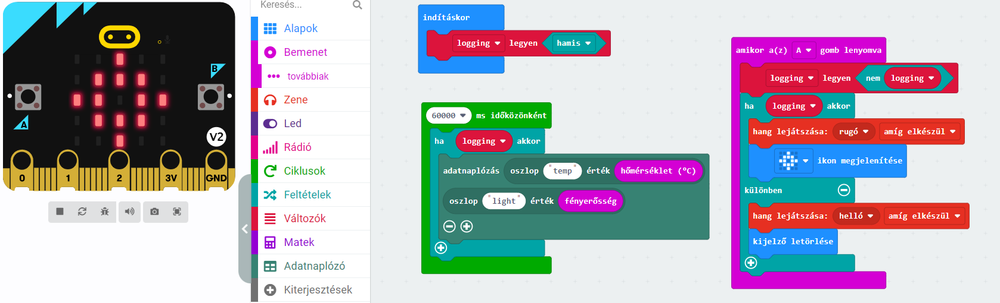 B
A
V2
0 1 2 3V GND
Keresés...
Alapok
Bemenet
továbbiak
Zene
Led
Rádió
Ciklusok
Feltételek
Változók
Matek
Adatnaplózó
Kiterjesztések
indításkor
logging legyen hamis
60000 ms időközönként
ha logging akkor
adatnaplózás oszlop "temp" érték hőmérséklet (°C)
oszlop "light" érték fényerősség
amikor a(z) A gomb lenyomva
logging legyen nem logging
ha logging akkor
hang lejátszása: rugó amíg elkészül
ikon megjelenítése
különben
hang lejátszása: helló amíg elkészül
kijelző letörlése